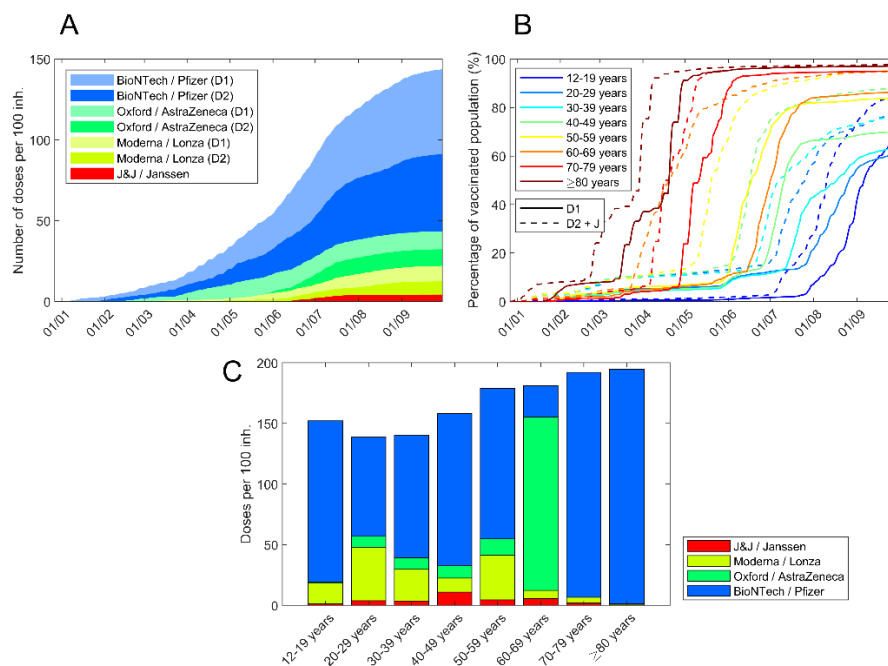 A
Number of doses per 100 inh.
150
100
50
0
BioNTech / Pfizer (D1)
BioNTech / Pfizer (D2)
Oxford / AstraZeneca (D1)
Oxford / AstraZeneca (D2)
Moderna / Lonza (D1)
Moderna / Lonza (D2)
J&J / Janssen
01/01
01/02
01/03
01/04
01/05
01/06
01/07
01/08
01/09
B
Percentage of vaccinated population (%)
100
80
60
40
20
0
12-19 years
20-29 years
30-39 years
40-49 years
50-59 years
60-69 years
70-79 years
≥80 years
D1
D2 + J
01/01
01/02
01/03
01/04
01/05
01/06
01/07
01/08
01/09
C
Doses per 100 inh.
200
150
100
50
0
12-19 years
20-29 years
30-39 years
40-49 years
50-59 years
60-69 years
70-79 years
≥80 years
J&J / Janssen
Moderna / Lonza
Oxford / AstraZeneca
BioNTech / Pfizer